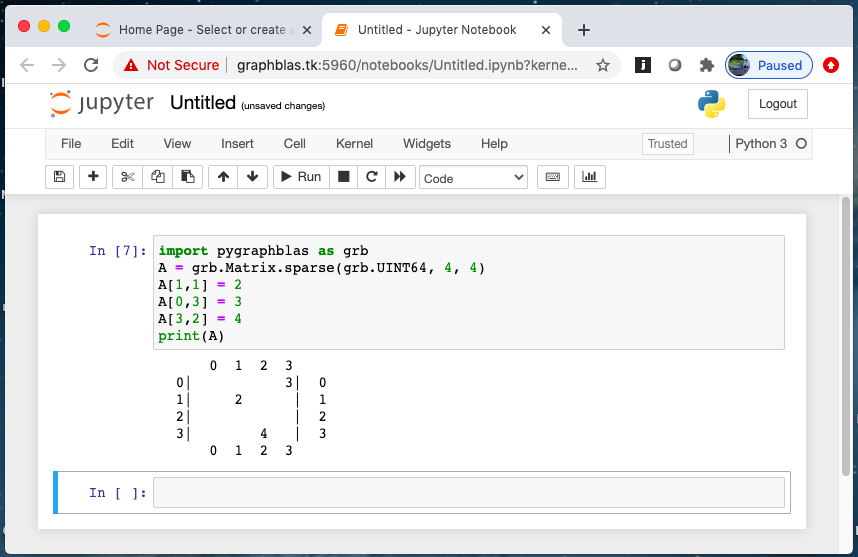 Home Page - Select or create a
Untitled - Jupyter Notebook
Not Secure
graphblas.tk:5960/notebooks/Untitled.ipynb?kerne...
Paused
jupyter Untitled (unsaved changes)
Logout
File Edit View Insert Cell Kernel Widgets Help
Trusted
Python 3
Run
Code
In [7]: import pygraphblas as grb
A = grb.Matrix.sparse(grb.UINT64, 4, 4)
A[1,1] = 2
A[0,3] = 3
A[3,2] = 4
print(A)
0 1 2 3
0| 3| 0
1| 2 | 1
2| | 2
3| 4 | 3
0 1 2 3
In [ ]: